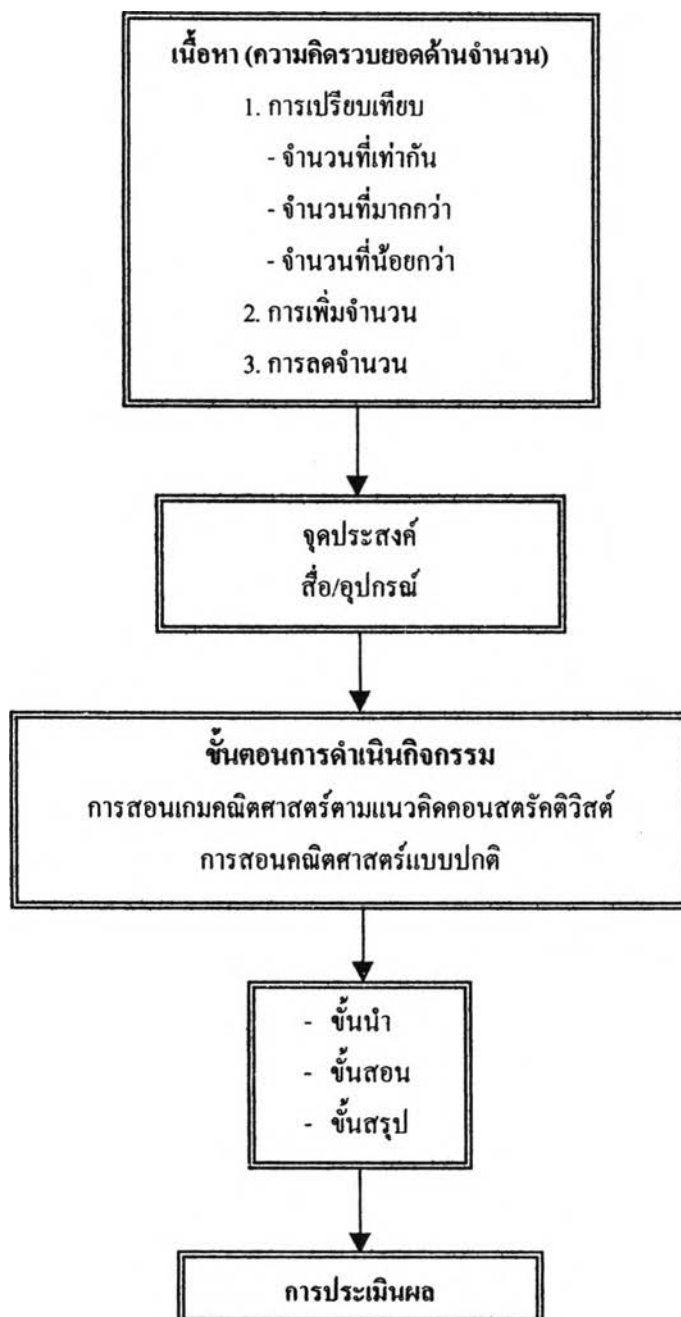 เนื้อหา (ความคิดรวบยอดด้านจำนวน)
1. การเปรียบเทียบ
- จำนวนที่เท่ากัน
- จำนวนที่มากกว่า
- จำนวนที่น้อยกว่า
2. การเพิ่มจำนวน
3. การลดจำนวน
จุดประสงค์
สื่อ/อุปกรณ์
ขั้นตอนการดำเนินกิจกรรม
การสอนเกมคณิตศาสตร์ตามแนวคิดคอนสตรัคติวิสต์
การสอนคณิตศาสตร์แบบปกติ
- ขั้นนำ
- ขั้นสอน
- ขั้นสรุป
การประเมินผล